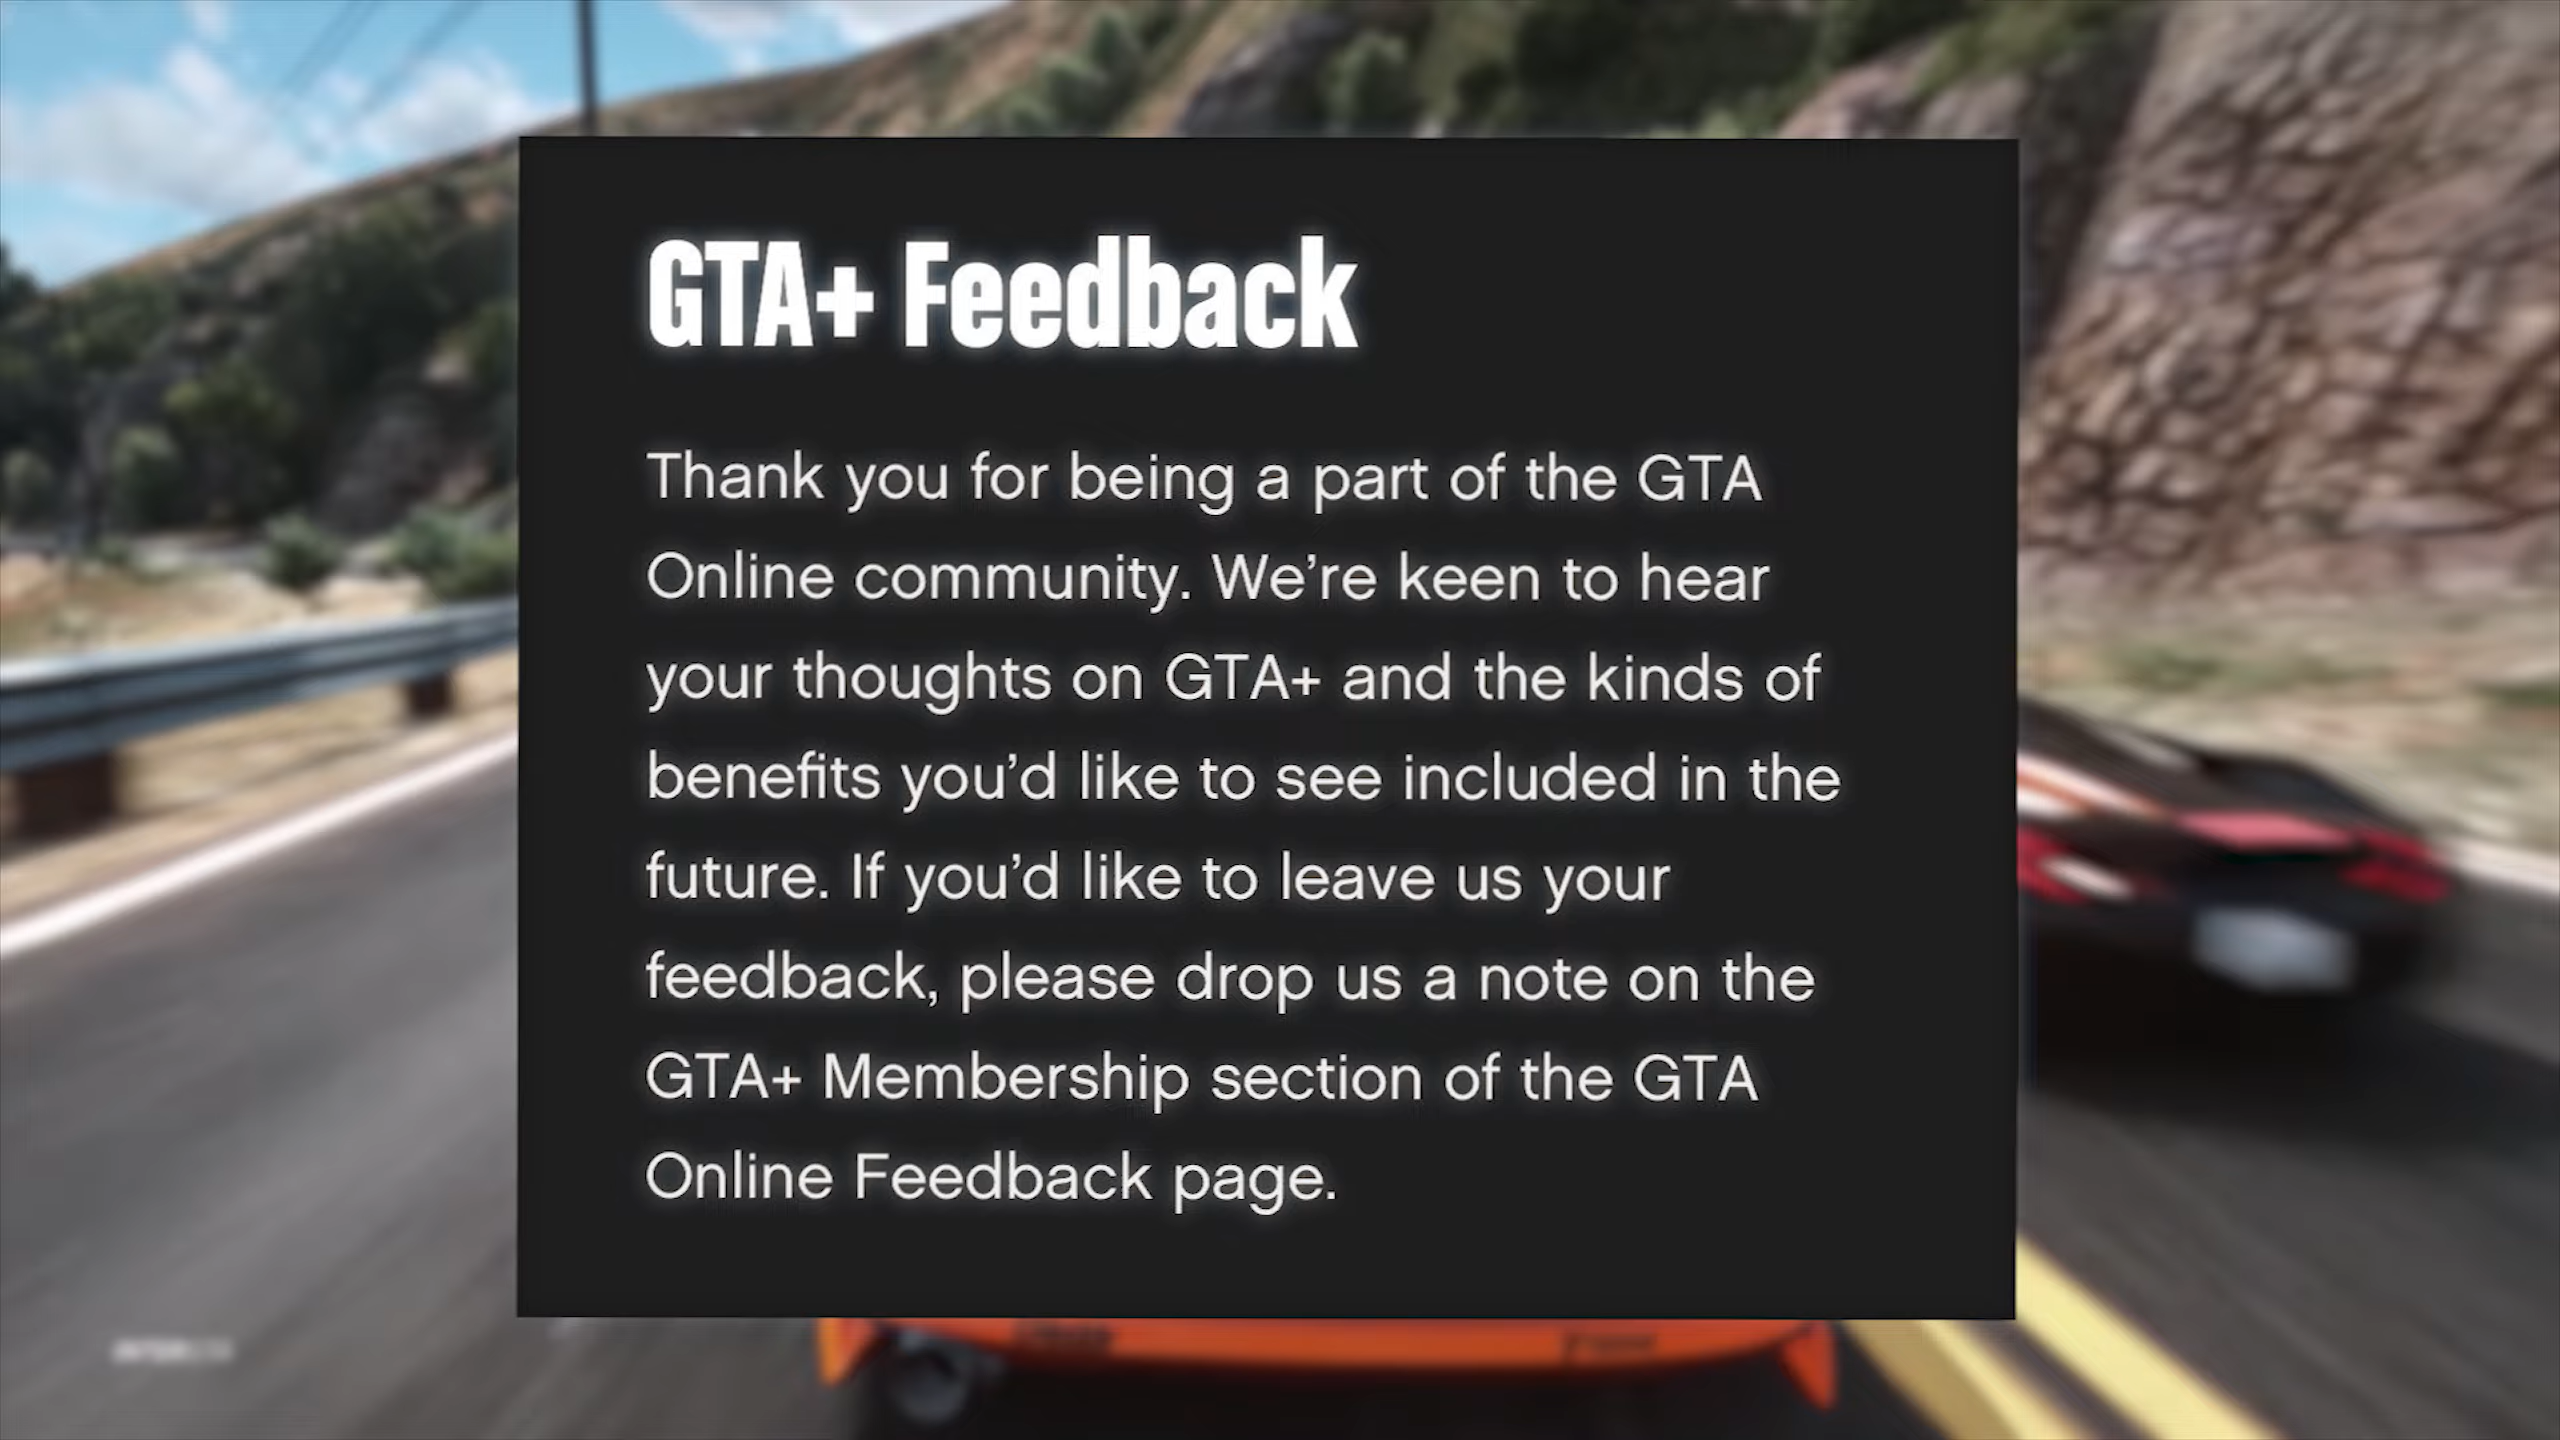 GTA+ Feedback
Thank you for being a part of the GTA
Online community. We’re keen to hear
your thoughts on GTA+ and the kinds of
benefits you’d like to see included in the
future. If you’d like to leave us your
feedback, please drop us a note on the
GTA+ Membership section of the GTA
Online Feedback page.